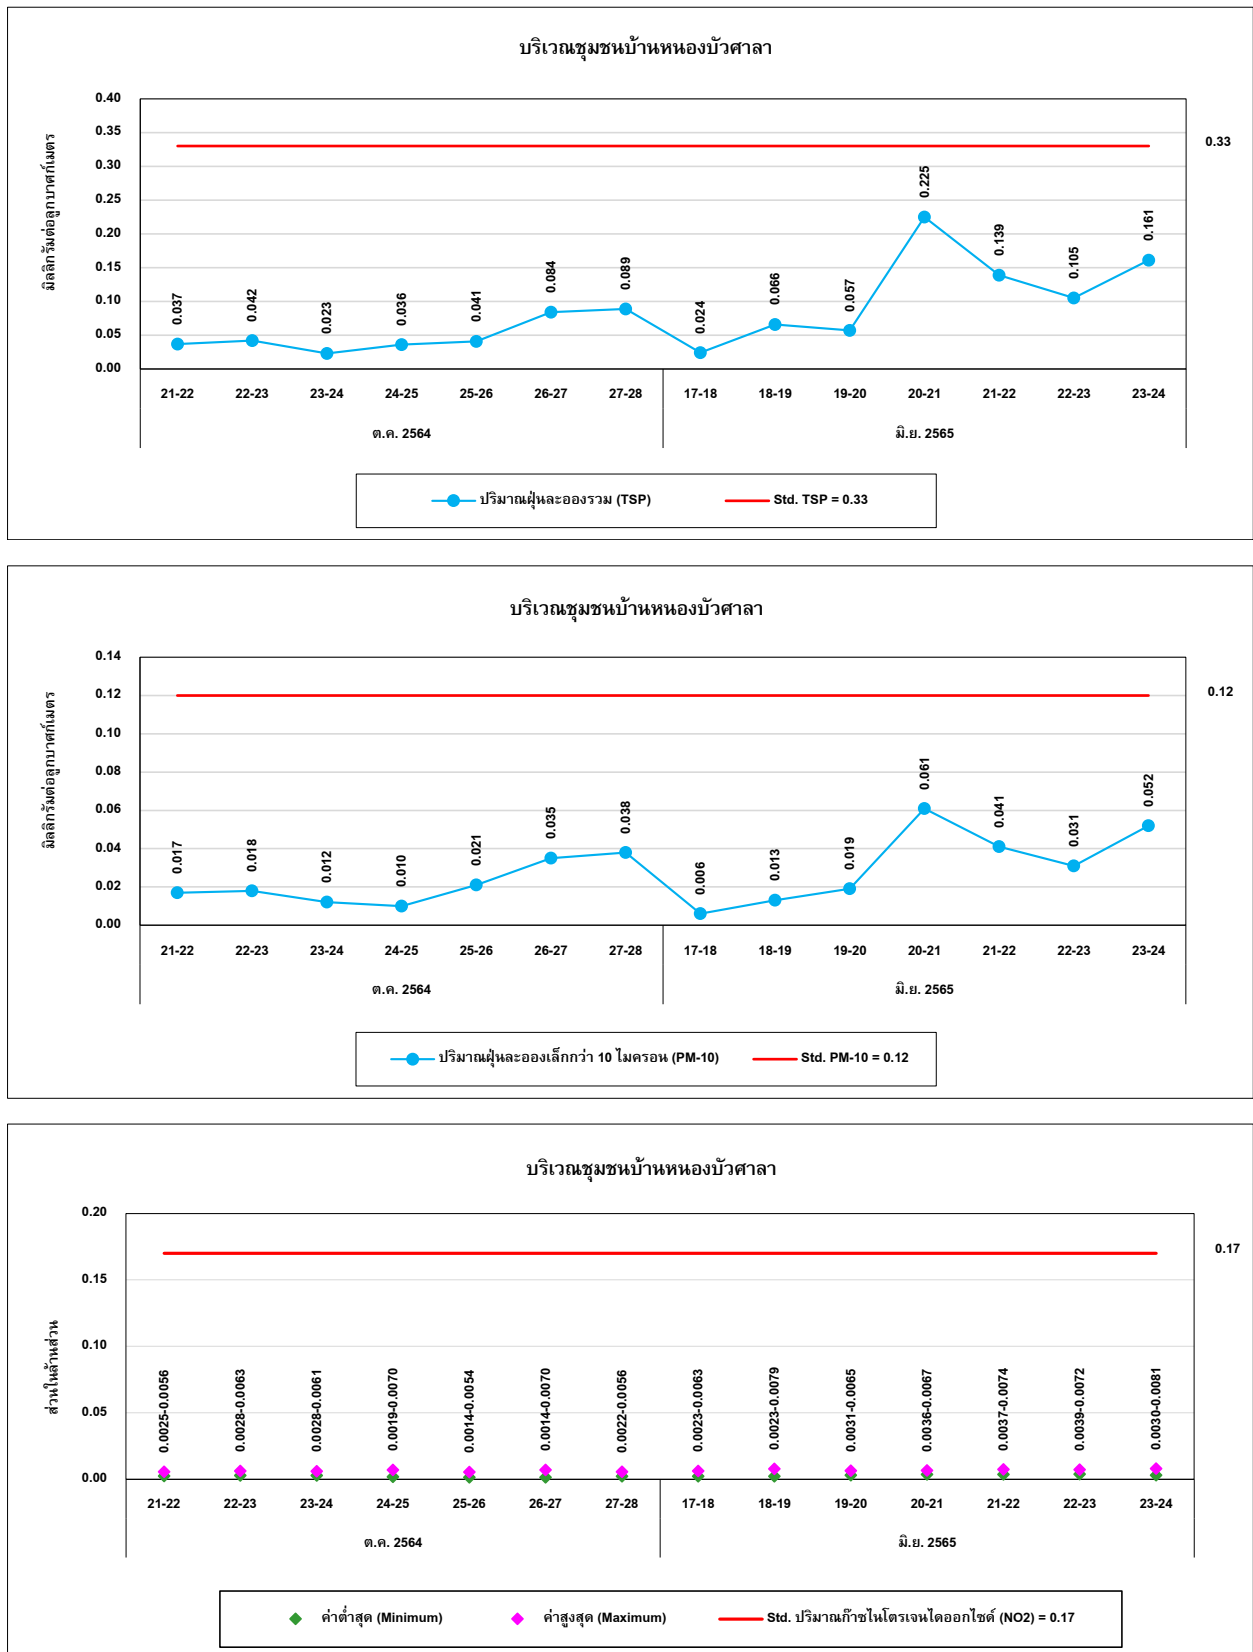 บริเวณชุมชนบ้านหนองบัวศาลา
มิลลิกรัมต่อลูกบาศก์เมตร
0.40
0.35
0.30
0.25
0.20
0.15
0.10
0.05
0.00
0.33
0.037 0.042 0.023 0.036 0.041 0.084 0.089 0.024 0.066 0.057 0.225 0.139 0.105 0.161
21-22 22-23 23-24 24-25 25-26 26-27 27-28 17-18 18-19 19-20 20-21 21-22 22-23 23-24
ต.ค. 2564 มิ.ย. 2565
ปริมาณฝุ่นละอองรวม (TSP) Std. TSP = 0.33
บริเวณชุมชนบ้านหนองบัวศาลา
มิลลิกรัมต่อลูกบาศก์เมตร
0.14
0.12
0.10
0.08
0.06
0.04
0.02
0.00
0.12
0.017 0.018 0.012 0.010 0.021 0.035 0.038 0.006 0.013 0.019 0.061 0.041 0.031 0.052
21-22 22-23 23-24 24-25 25-26 26-27 27-28 17-18 18-19 19-20 20-21 21-22 22-23 23-24
ต.ค. 2564 มิ.ย. 2565
ปริมาณฝุ่นละอองเล็กกว่า 10 ไมครอน (PM-10) Std. PM-10 = 0.12
บริเวณชุมชนบ้านหนองบัวศาลา
ส่วนในล้านส่วน
0.20
0.15
0.10
0.05
0.00
0.17
0.0025-0.0056 0.0028-0.0063 0.0028-0.0061 0.0019-0.0070 0.0014-0.0054 0.0014-0.0070 0.0022-0.0056 0.0023-0.0063 0.0023-0.0079 0.0031-0.0065 0.0036-0.0067 0.0037-0.0074 0.0039-0.0072 0.0030-0.0081
21-22 22-23 23-24 24-25 25-26 26-27 27-28 17-18 18-19 19-20 20-21 21-22 22-23 23-24
ต.ค. 2564 มิ.ย. 2565
ค่าต่ำสุด (Minimum) ค่าสูงสุด (Maximum) Std. ปริมาณก๊าซไนโตรเจนไดออกไซด์ (NO2) = 0.17